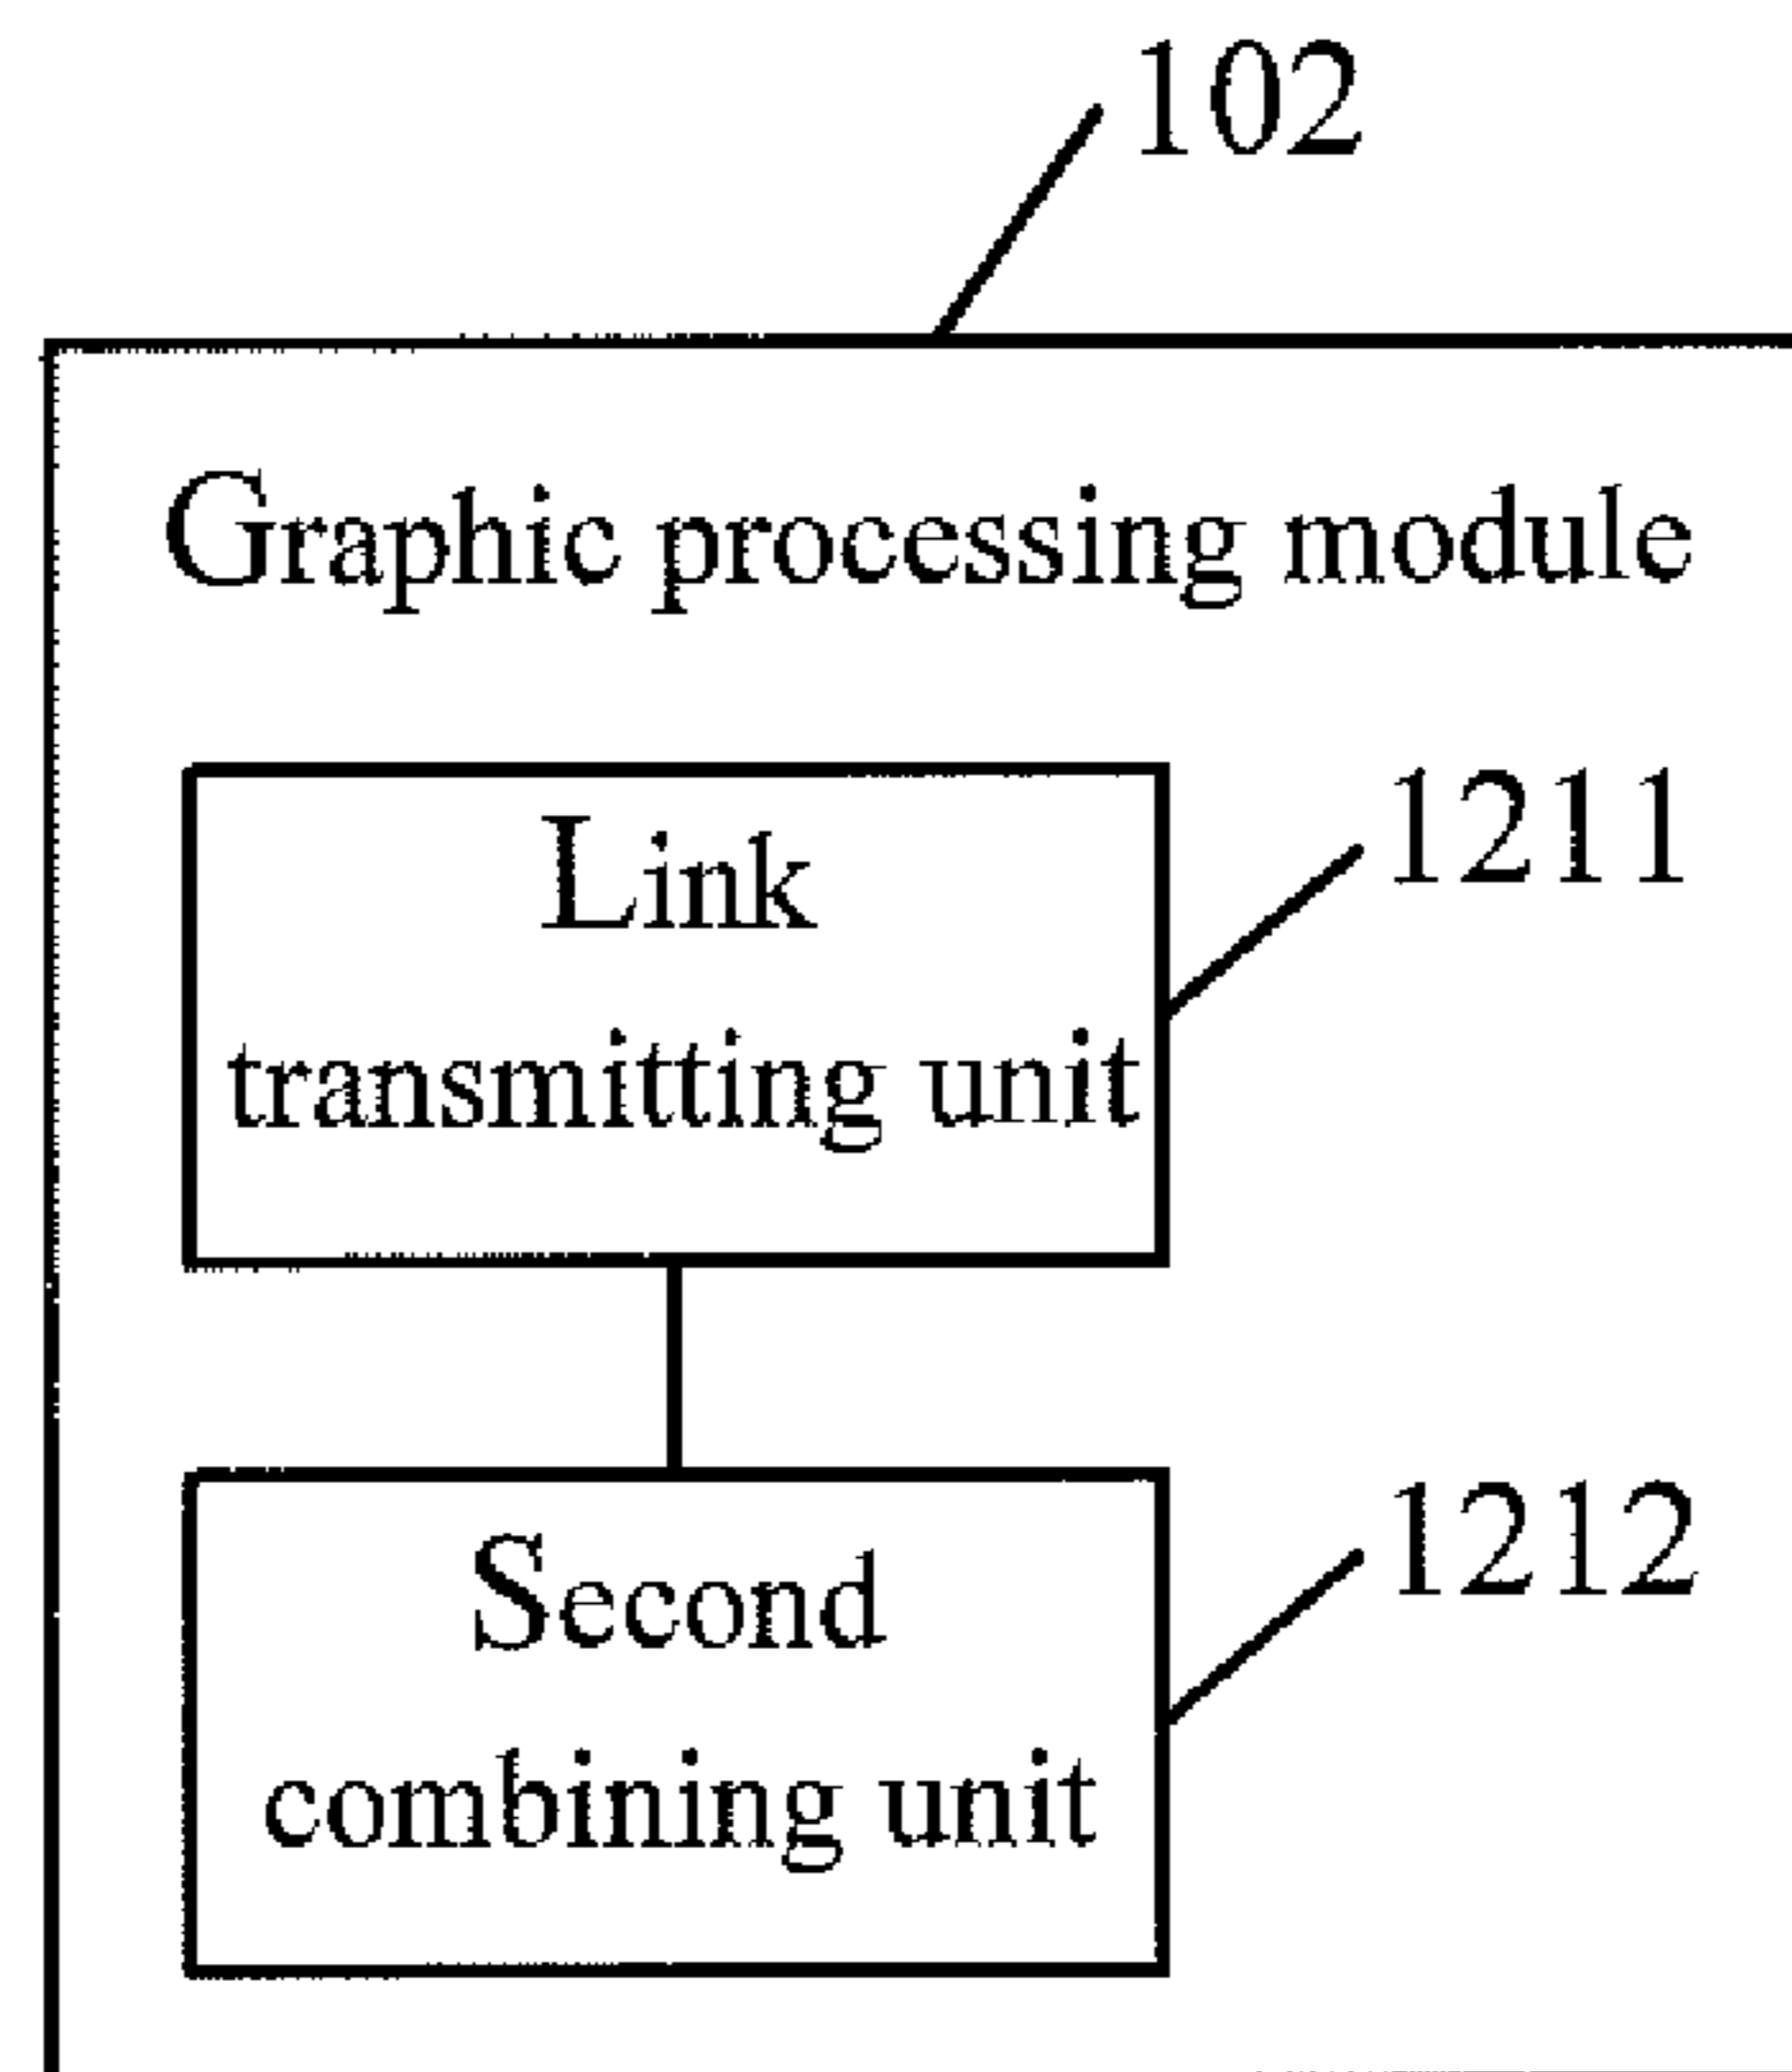 102
Graphic processing module
Link
transmitting unit
1211
Second
combining unit
1212